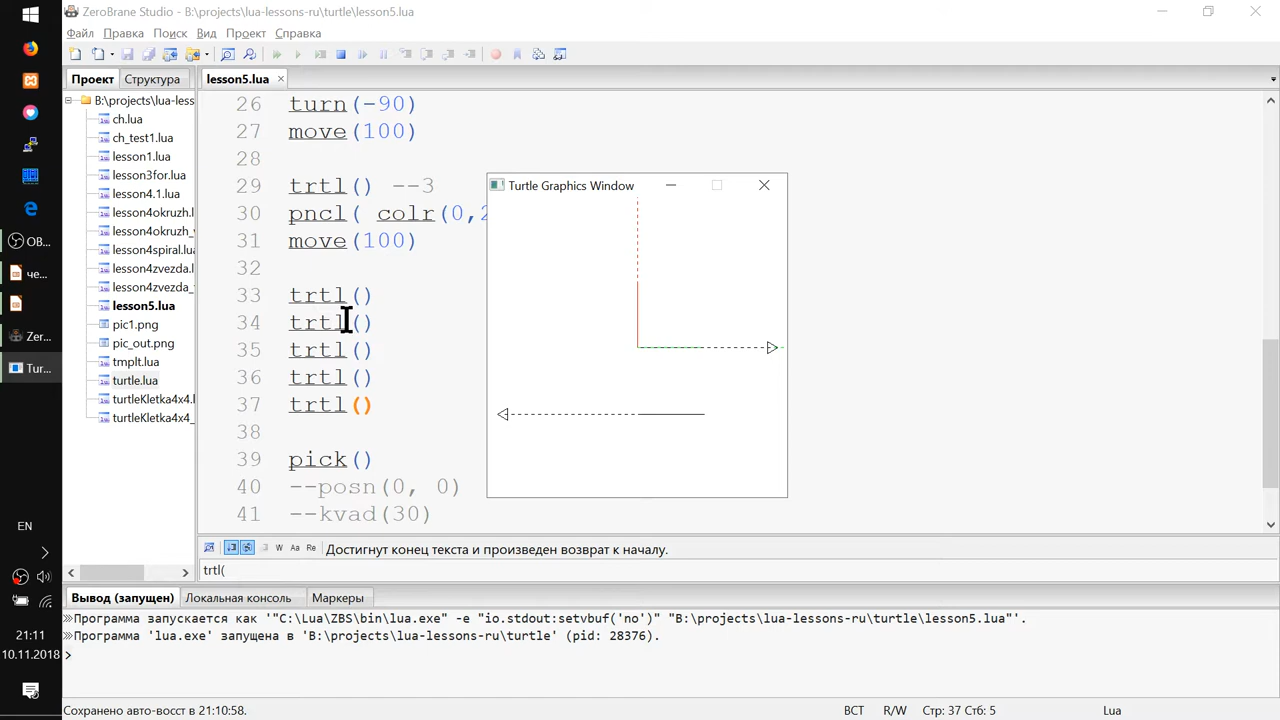 ZeroBrane Studio - B:\projects\lua-lessons-ru\turtle\lesson5.lua
Файл Правка Поиск Вид Проект Справка
Проект Структура
lesson5.lua
B:\projects\lua-less
ch.lua
ch_test1.lua
lesson1.lua
lesson3for.lua
lesson4.1.lua
lesson4okruzh.l
lesson4okruzh_
lesson4spiral.lua
lesson4zvezda.l
lesson4zvezda_
lesson5.lua
pic1.png
pic_out.png
tmplt.lua
turtle.lua
turtleKletka4x4.l
turtleKletka4x4_
26 turn(-90)
27 move(100)
28
29 trtl() --3
30 pncl( colr(0,2
31 move(100)
32
33 trtl()
34 trtl()
35 trtl()
36 trtl()
37 trtl()
38
39 pick()
40 --posn(0, 0)
41 --kvad(30)
Turtle Graphics Window
OB...
че...
Zer...
Tur...
EN
21:11
10.11.2018
W Aa Re Достигнут конец текста и произведен возврат к началу.
trtl(
Вывод (запущен) Локальная консоль Маркеры
Программа запускается как '"C:\Lua\ZBS\bin\lua.exe" -e "io.stdout:setvbuf('no')" "B:\projects\lua-lessons-ru\turtle\lesson5.lua"'.
Программа 'lua.exe' запущена в 'B:\projects\lua-lessons-ru\turtle' (pid: 28376).
Сохранено авто-восст в 21:10:58. ВСТ R/W Стр: 37 Стб: 5 Lua